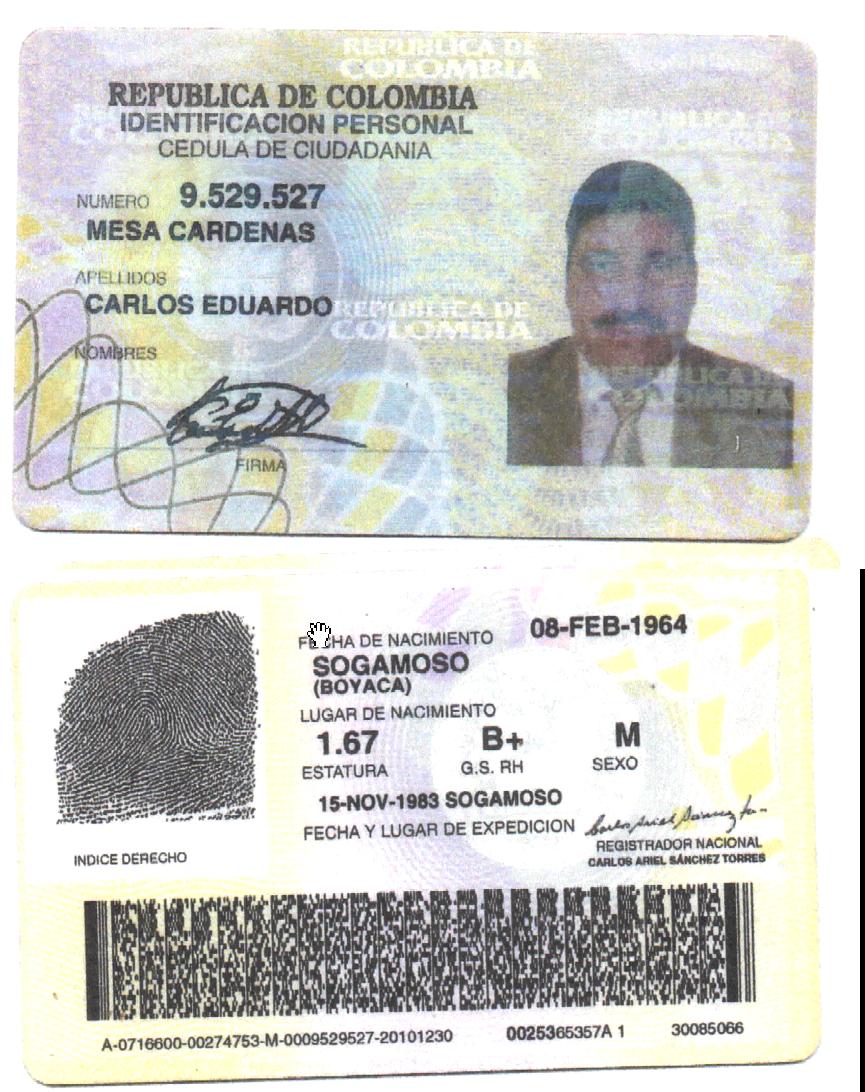 REPUBLICA DE COLOMBIA
REPUBLICA DE COLOMBIA
IDENTIFICACION PERSONAL
CEDULA DE CIUDADANIA
NUMERO 9.529.527
MESA CARDENAS
APELLIDOS
CARLOS EDUARDO
REPUBLICA DE COLOMBIA
NOMBRES
REPUBLICA DE COLOMBIA
FIRMA
FECHA DE NACIMIENTO 08-FEB-1964
SOGAMOSO
(BOYACA)
LUGAR DE NACIMIENTO
1.67 B+ M
ESTATURA G.S. RH SEXO
15-NOV-1983 SOGAMOSO
FECHA Y LUGAR DE EXPEDICION
REGISTRADOR NACIONAL
CARLOS ARIEL SÁNCHEZ TORRES
INDICE DERECHO
A-0716600-00274753-M-0009529527-20101230 0025365357A 1 30085066